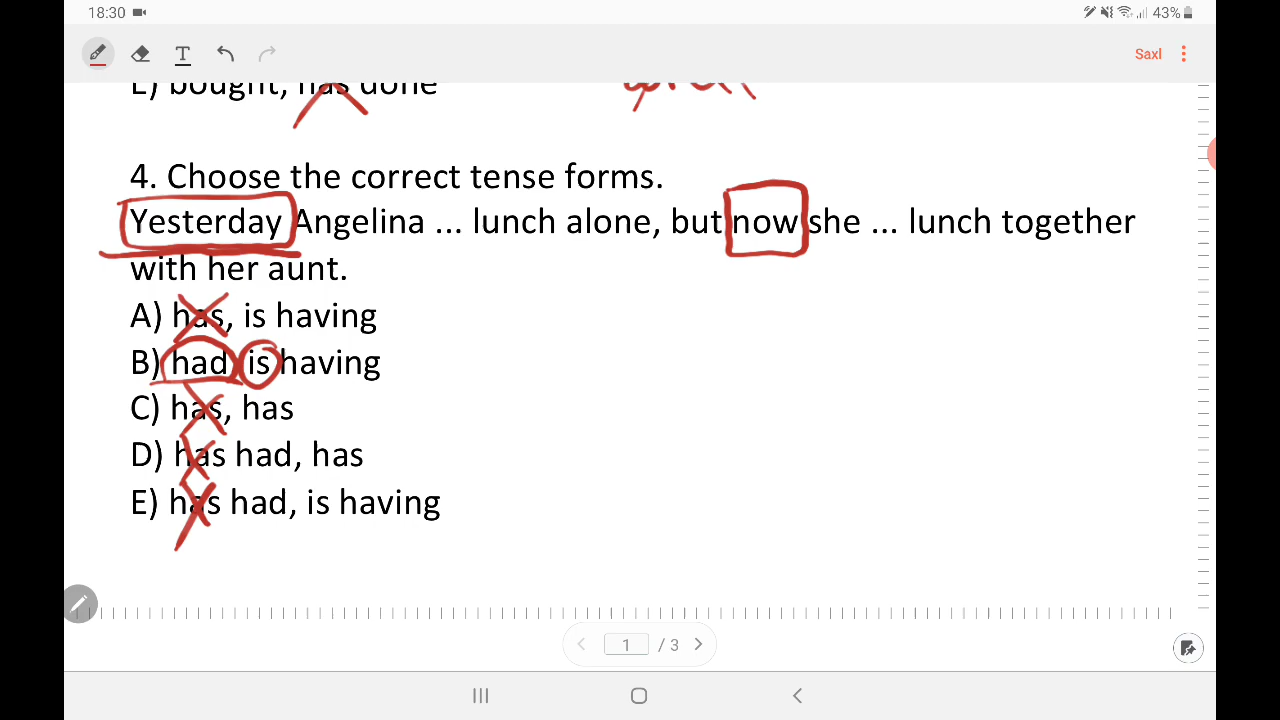 18:30
43%
T
Saxl
E) bought, has done
4. Choose the correct tense forms.
Yesterday Angelina ... lunch alone, but now she ... lunch together
with her aunt.
A) has, is having
B) had, is having
C) has, has
D) has had, has
E) has had, is having
1 / 3